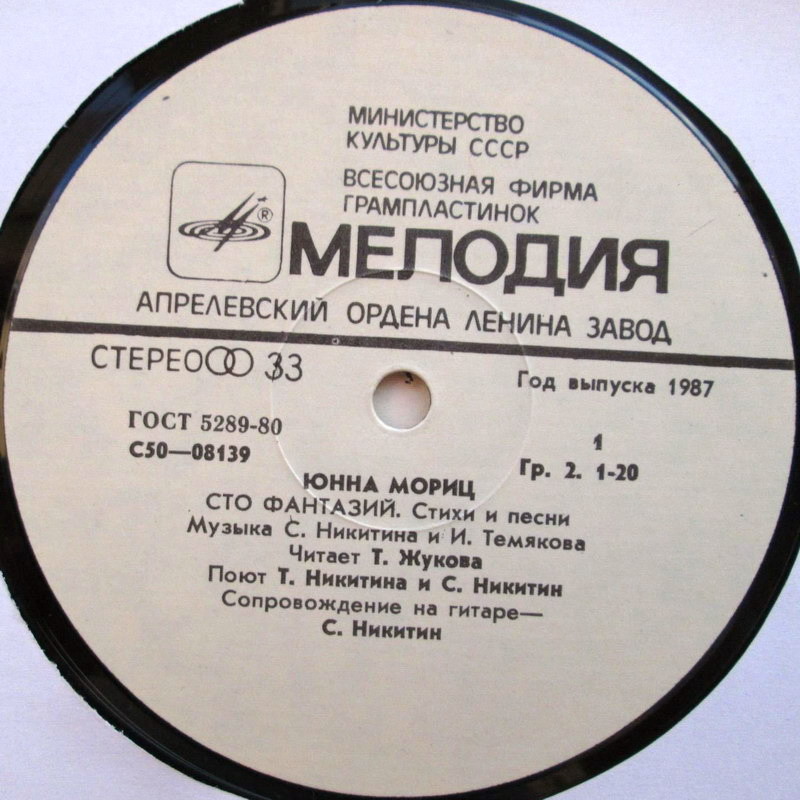 МИНИСТЕРСТВО
КУЛЬТУРЫ СССР
ВСЕСОЮЗНАЯ ФИРМА
ГРАМПЛАСТИНОК
®
МЕЛОДИЯ
АПРЕЛЕВСКИЙ ОРДЕНА ЛЕНИНА ЗАВОД
СТЕРЕО 33
Год выпуска 1987
ГОСТ 5289-80
С50—08139
1
Гр. 2. 1-20
ЮННА МОРИЦ
СТО ФАНТАЗИЙ. Стихи и песни
Музыка С. Никитина и И. Темякова
Читает Т. Жукова
Поют Т. Никитина и С. Никитин
Сопровождение на гитаре—
С. Никитин